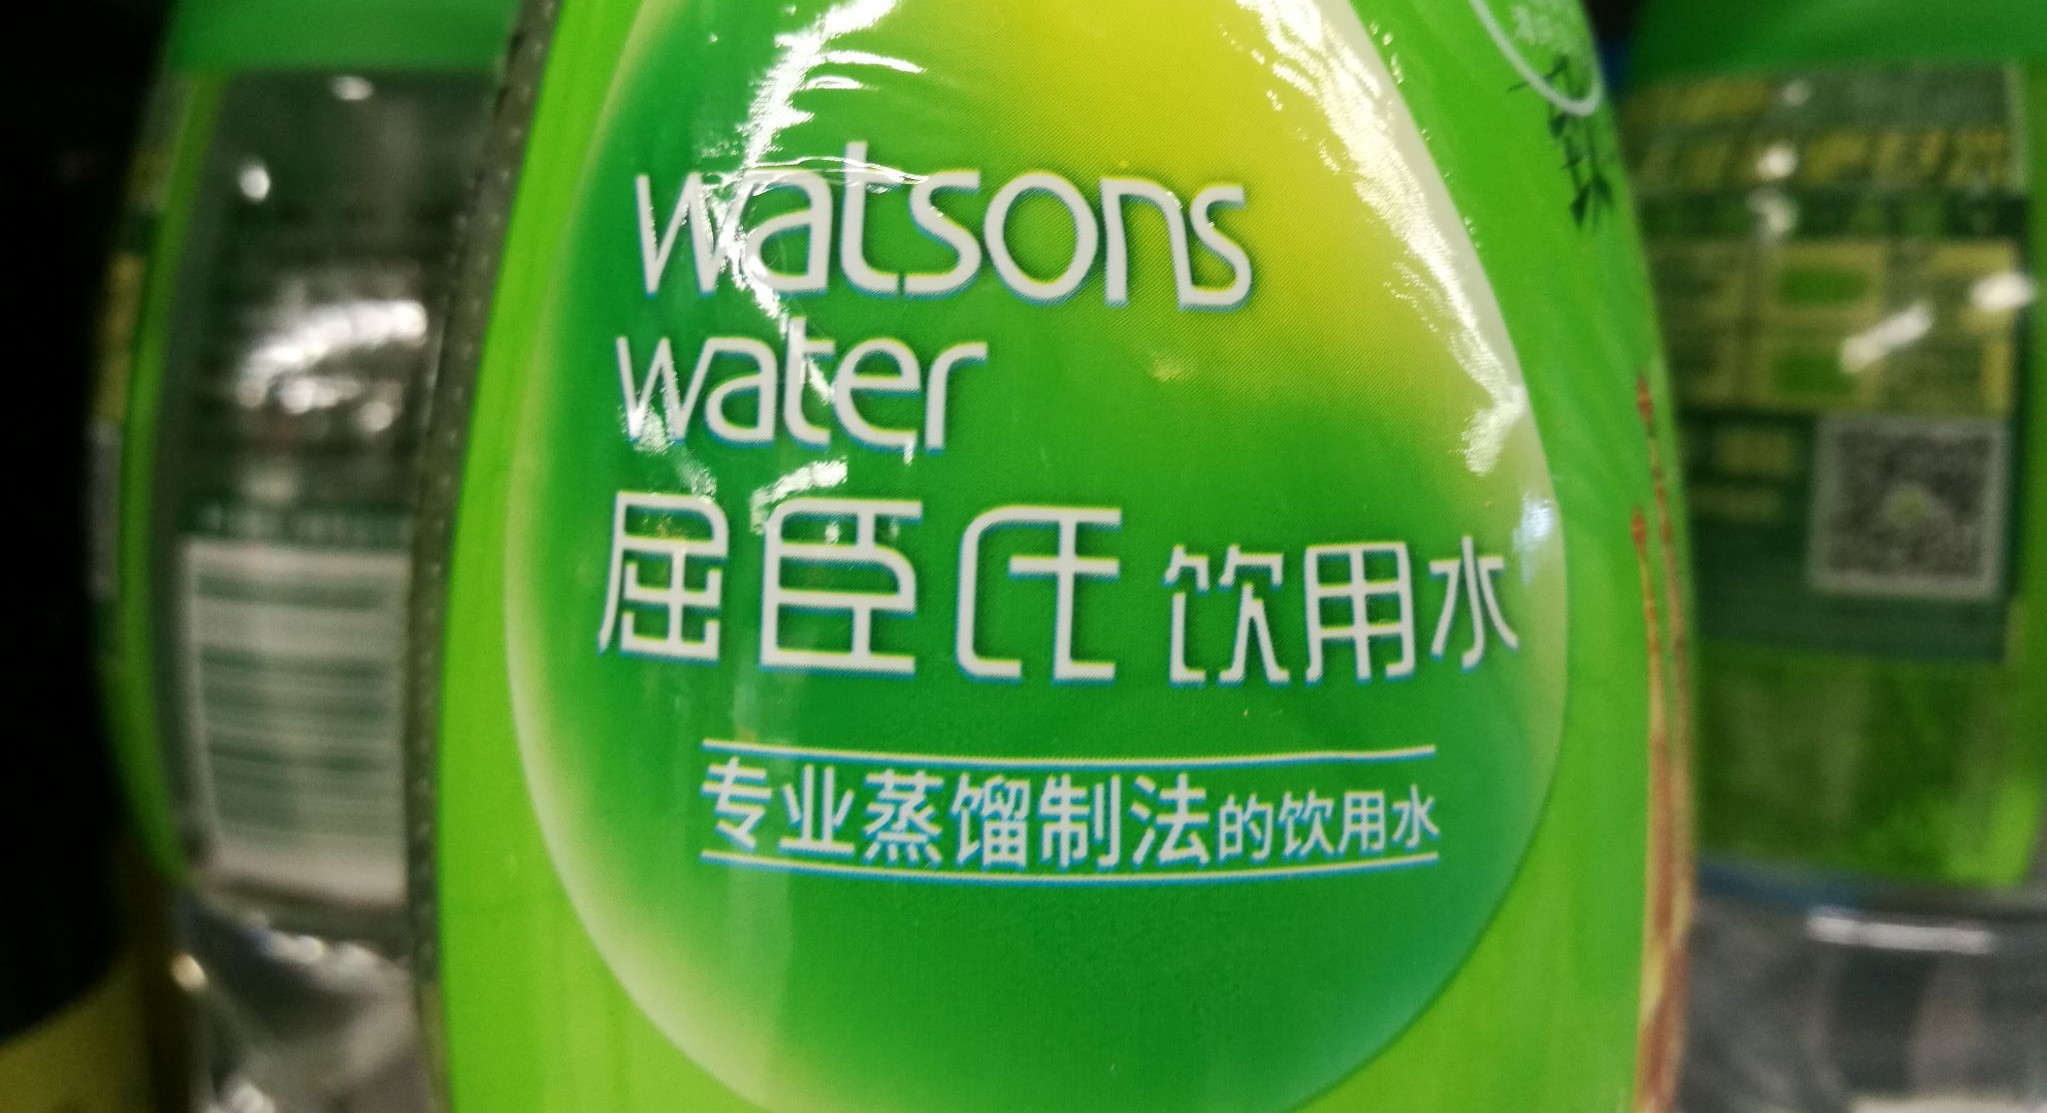 watsons
water
屈臣氏 饮用水
专业蒸馏制法的饮用水